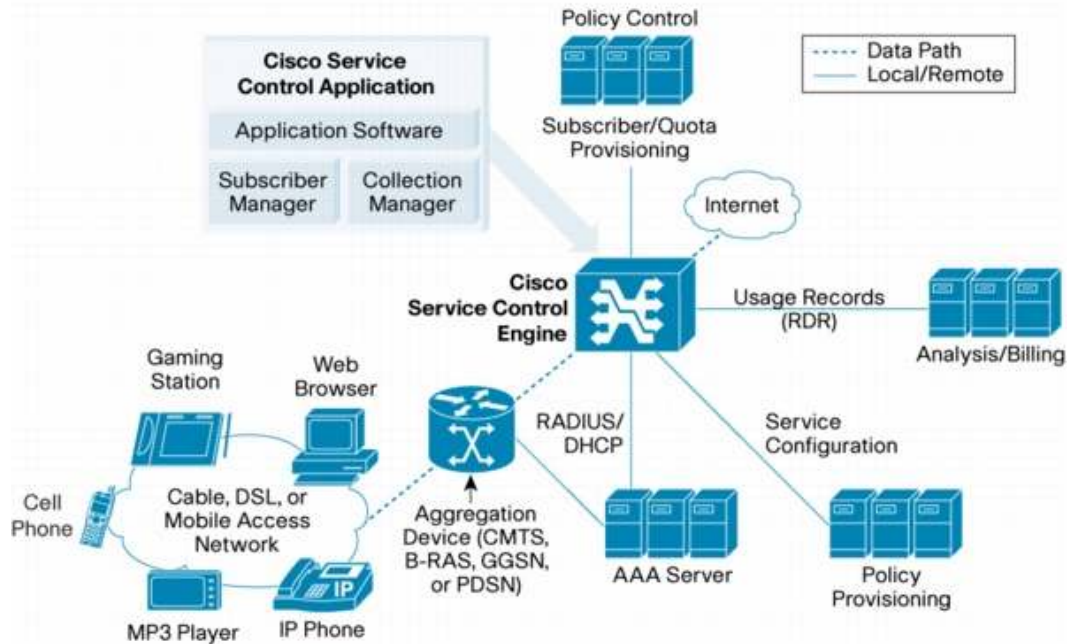 Policy Control
Data Path
Local/Remote
Cisco Service
Control Application
Application Software
Subscriber
Manager
Collection
Manager
Subscriber/Quota
Provisioning
Internet
Cisco
Service Control
Engine
Usage Records
(RDR)
Analysis/Billing
Gaming
Station
Web
Browser
RADIUS/
DHCP
Service
Configuration
Cell
Phone
Cable, DSL, or
Mobile Access
Network
Aggregation
Device (CMTS,
B-RAS, GGSN,
or PDSN)
IP
MP3 Player
IP Phone
AAA Server
Policy
Provisioning